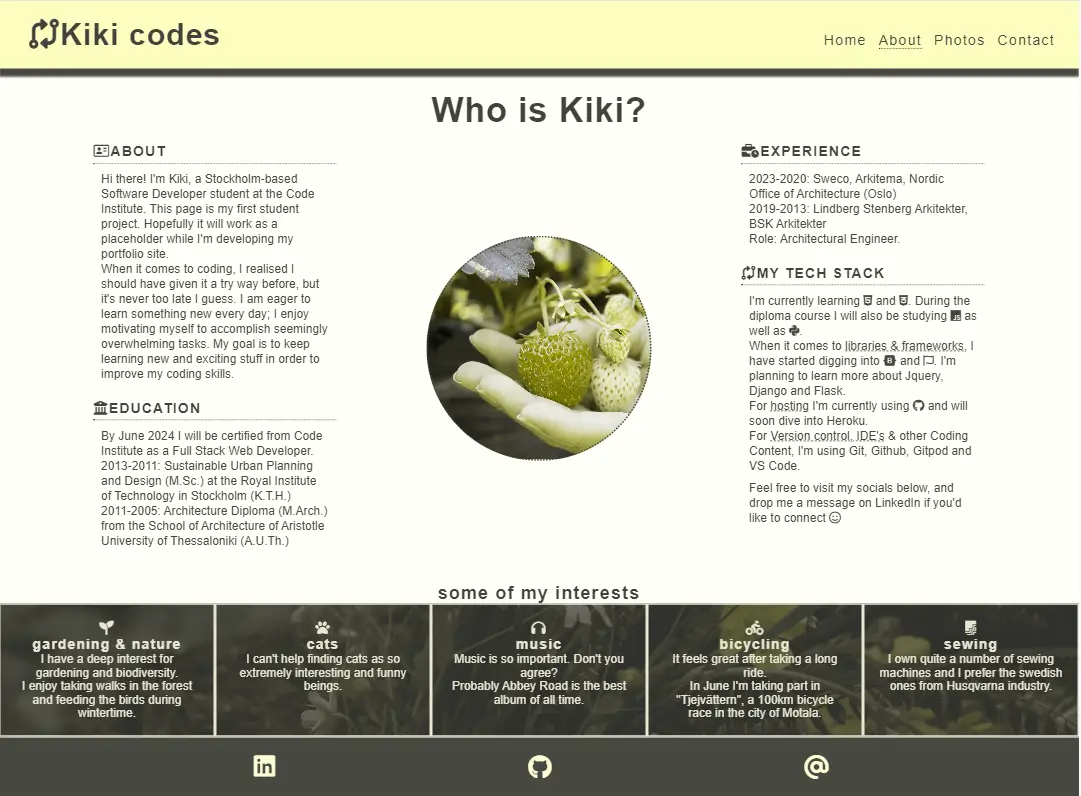 Kiki codes
Home About Photos Contact
Who is Kiki?
ABOUT
Hi there! I'm Kiki, a Stockholm-based
Software Developer student at the Code
Institute. This page is my first student
project. Hopefully it will work as a
placeholder while I'm developing my
portfolio site.
When it comes to coding, I realised I
should have given it a try way before, but
it's never too late I guess. I am eager to
learn something new every day; I enjoy
motivating myself to accomplish seemingly
overwhelming tasks. My goal is to keep
learning new and exciting stuff in order to
improve my coding skills.
EDUCATION
By June 2024 I will be certified from Code
Institute as a Full Stack Web Developer.
2013-2011: Sustainable Urban Planning
and Design (M.Sc.) at the Royal Institute
of Technology in Stockholm (K.T.H.)
2011-2005: Architecture Diploma (M.Arch.)
from the School of Architecture of Aristotle
University of Thessaloniki (A.U.Th.)
EXPERIENCE
2023-2020: Sweco, Arkitema, Nordic
Office of Architecture (Oslo)
2019-2013: Lindberg Stenberg Arkitekter,
BSK Arkitekter
Role: Architectural Engineer.
MY TECH STACK
I'm currently learning and . During the
diploma course I will also be studying JS as
well as .
When it comes to libraries & frameworks, I
have started digging into B and . I'm
planning to learn more about Jquery,
Django and Flask.
For hosting I'm currently using and will
soon dive into Heroku.
For Version control, IDE's & other Coding
Content, I'm using Git, Github, Gitpod and
VS Code.
Feel free to visit my socials below, and
drop me a message on LinkedIn if you'd
like to connect
some of my interests
gardening & nature
I have a deep interest for
gardening and biodiversity.
I enjoy taking walks in the forest
and feeding the birds during
wintertime.
cats
I can't help finding cats as so
extremely interesting and funny
beings.
music
Music is so important. Don't you
agree?
Probably Abbey Road is the best
album of all time.
bicycling
It feels great after taking a long
ride.
In June I'm taking part in
"Tjejvättern", a 100km bicycle
race in the city of Motala.
sewing
I own quite a number of sewing
machines and I prefer the swedish
ones from Husqvarna industry.
in
@